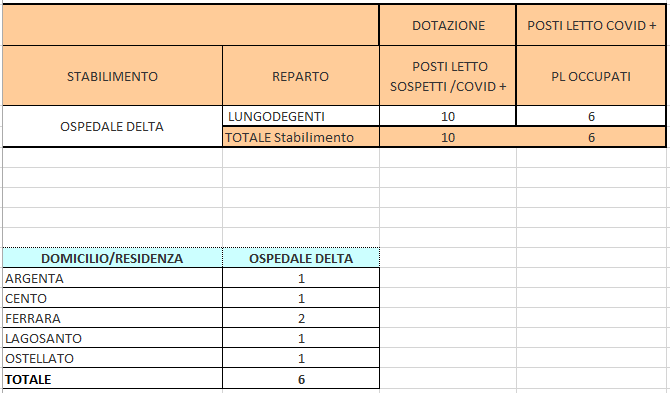 DOTAZIONE POSTI LETTO COVID +
STABILIMENTO REPARTO POSTI LETTO SOSPETTI /COVID + PL OCCUPATI
OSPEDALE DELTA LUNGODEGENTI 10 6
TOTALE Stabilimento 10 6
DOMICILIO/RESIDENZA OSPEDALE DELTA
ARGENTA 1
CENTO 1
FERRARA 2
LAGOSANTO 1
OSTELLATO 1
TOTALE 6